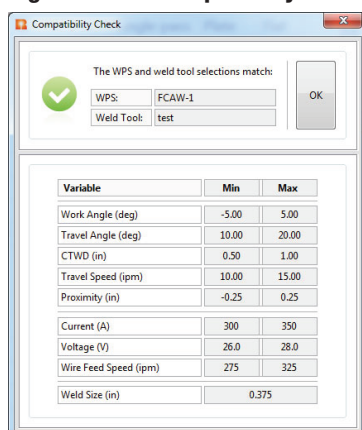 Compatibility Check
The WPS and weld tool selections match:
WPS: FCAW-1
Weld Tool: test
OK
Variable Min Max
Work Angle (deg) -5.00 5.00
Travel Angle (deg) 10.00 20.00
CTWD (in) 0.50 1.00
Travel Speed (ipm) 10.00 15.00
Proximity (in) -0.25 0.25
Current (A) 300 350
Voltage (V) 26.0 28.0
Wire Feed Speed (ipm) 275 325
Weld Size (in) 0.375